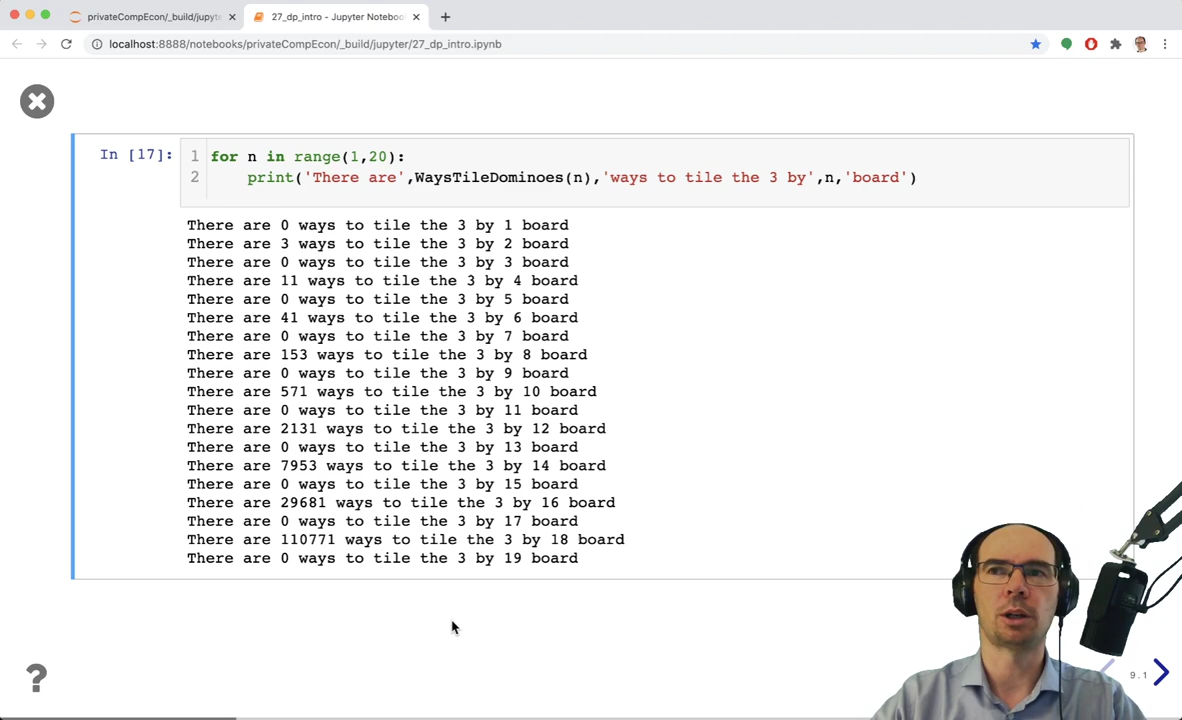 privateCompEcon/_build/jupyte
27_dp_intro - Jupyter Noteboo
localhost:8888/notebooks/privateCompEcon/_build/jupyter/27_dp_intro.ipynb
In [17]:
1 for n in range(1,20):
2 print('There are',WaysTileDominoes(n),'ways to tile the 3 by',n,'board')
There are 0 ways to tile the 3 by 1 board
There are 3 ways to tile the 3 by 2 board
There are 0 ways to tile the 3 by 3 board
There are 11 ways to tile the 3 by 4 board
There are 0 ways to tile the 3 by 5 board
There are 41 ways to tile the 3 by 6 board
There are 0 ways to tile the 3 by 7 board
There are 153 ways to tile the 3 by 8 board
There are 0 ways to tile the 3 by 9 board
There are 571 ways to tile the 3 by 10 board
There are 0 ways to tile the 3 by 11 board
There are 2131 ways to tile the 3 by 12 board
There are 0 ways to tile the 3 by 13 board
There are 7953 ways to tile the 3 by 14 board
There are 0 ways to tile the 3 by 15 board
There are 29681 ways to tile the 3 by 16 board
There are 0 ways to tile the 3 by 17 board
There are 110771 ways to tile the 3 by 18 board
There are 0 ways to tile the 3 by 19 board
?
9.1